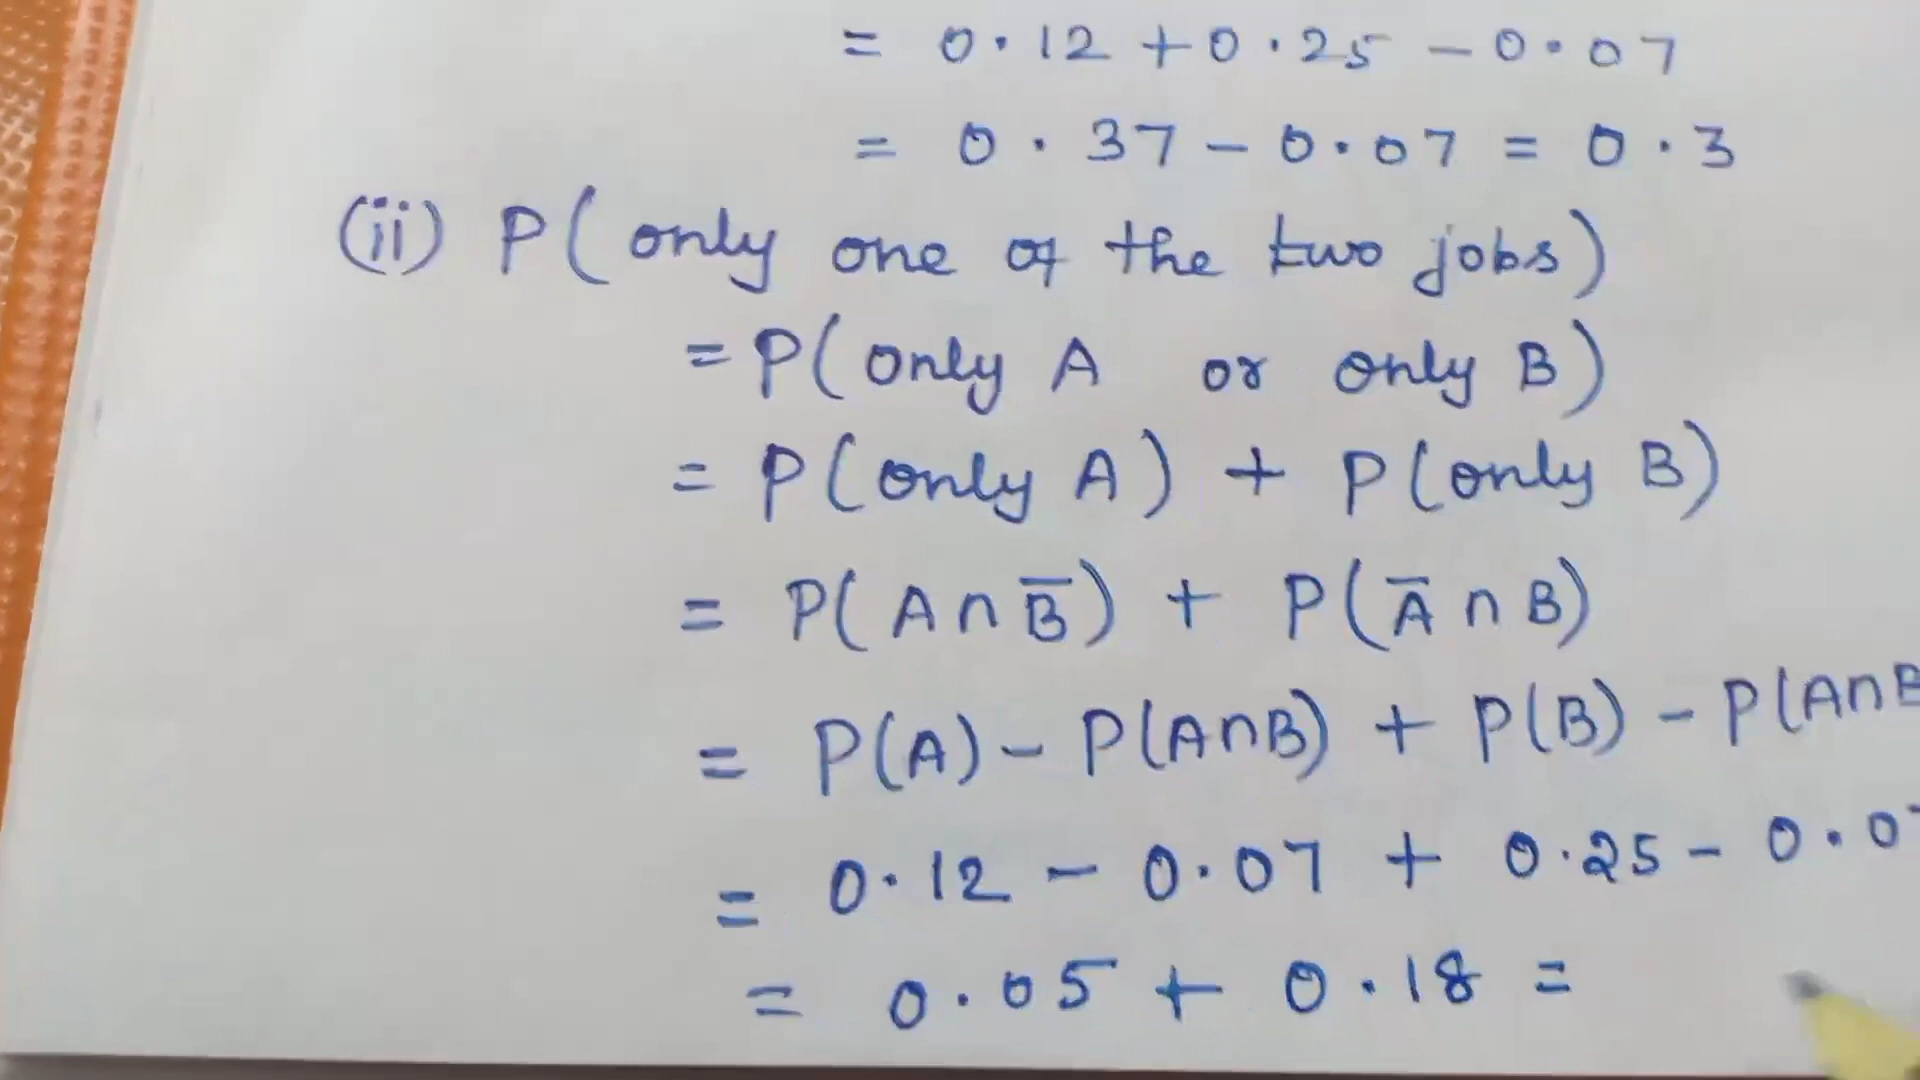 = 0.12 + 0.25 - 0.07
= 0.37 - 0.07 = 0.3
(ii) P(only one of the two jobs)
= P(only A or only B)
= P(only A) + P(only B)
= P(A∩B̅) + P(A̅∩B)
= P(A) - P(A∩B) + P(B) - P(A∩B
= 0.12 - 0.07 + 0.25 - 0.07
= 0.05 + 0.18 =